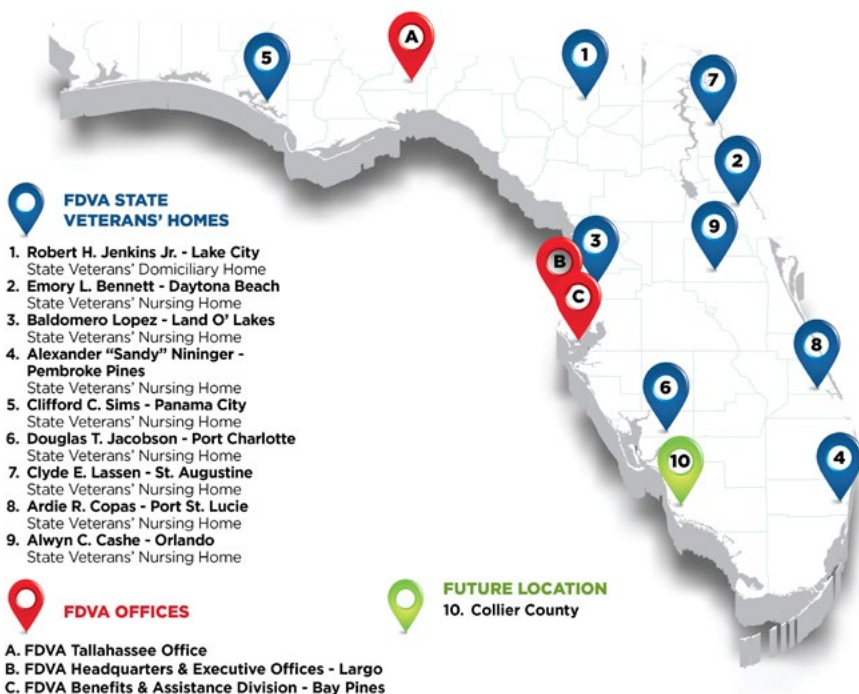 5
A
1
7
2
9
3
B
C
8
6
10
4
FDVA STATE
VETERANS' HOMES
1. Robert H. Jenkins Jr. - Lake City
State Veterans' Domiciliary Home
2. Emory L. Bennett - Daytona Beach
State Veterans' Nursing Home
3. Baldomero Lopez - Land O' Lakes
State Veterans' Nursing Home
4. Alexander “Sandy” Nininger -
Pembroke Pines
State Veterans' Nursing Home
5. Clifford C. Sims - Panama City
State Veterans' Nursing Home
6. Douglas T. Jacobson - Port Charlotte
State Veterans' Nursing Home
7. Clyde E. Lassen - St. Augustine
State Veterans' Nursing Home
8. Ardie R. Copas - Port St. Lucie
State Veterans' Nursing Home
9. Alwyn C. Cashe - Orlando
State Veterans' Nursing Home
FDVA OFFICES
A. FDVA Tallahassee Office
B. FDVA Headquarters & Executive Offices - Largo
C. FDVA Benefits & Assistance Division - Bay Pines
FUTURE LOCATION
10. Collier County